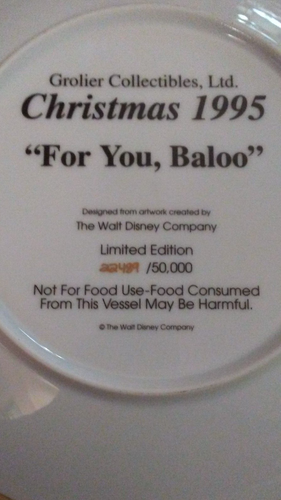 Grolier Collectibles, Ltd.
Christmas 1995
“For You, Baloo”
Designed from artwork created by
The Walt Disney Company
Limited Edition
22489 /50,000
Not For Food Use-Food Consumed
From This Vessel May Be Harmful.
© The Walt Disney Company